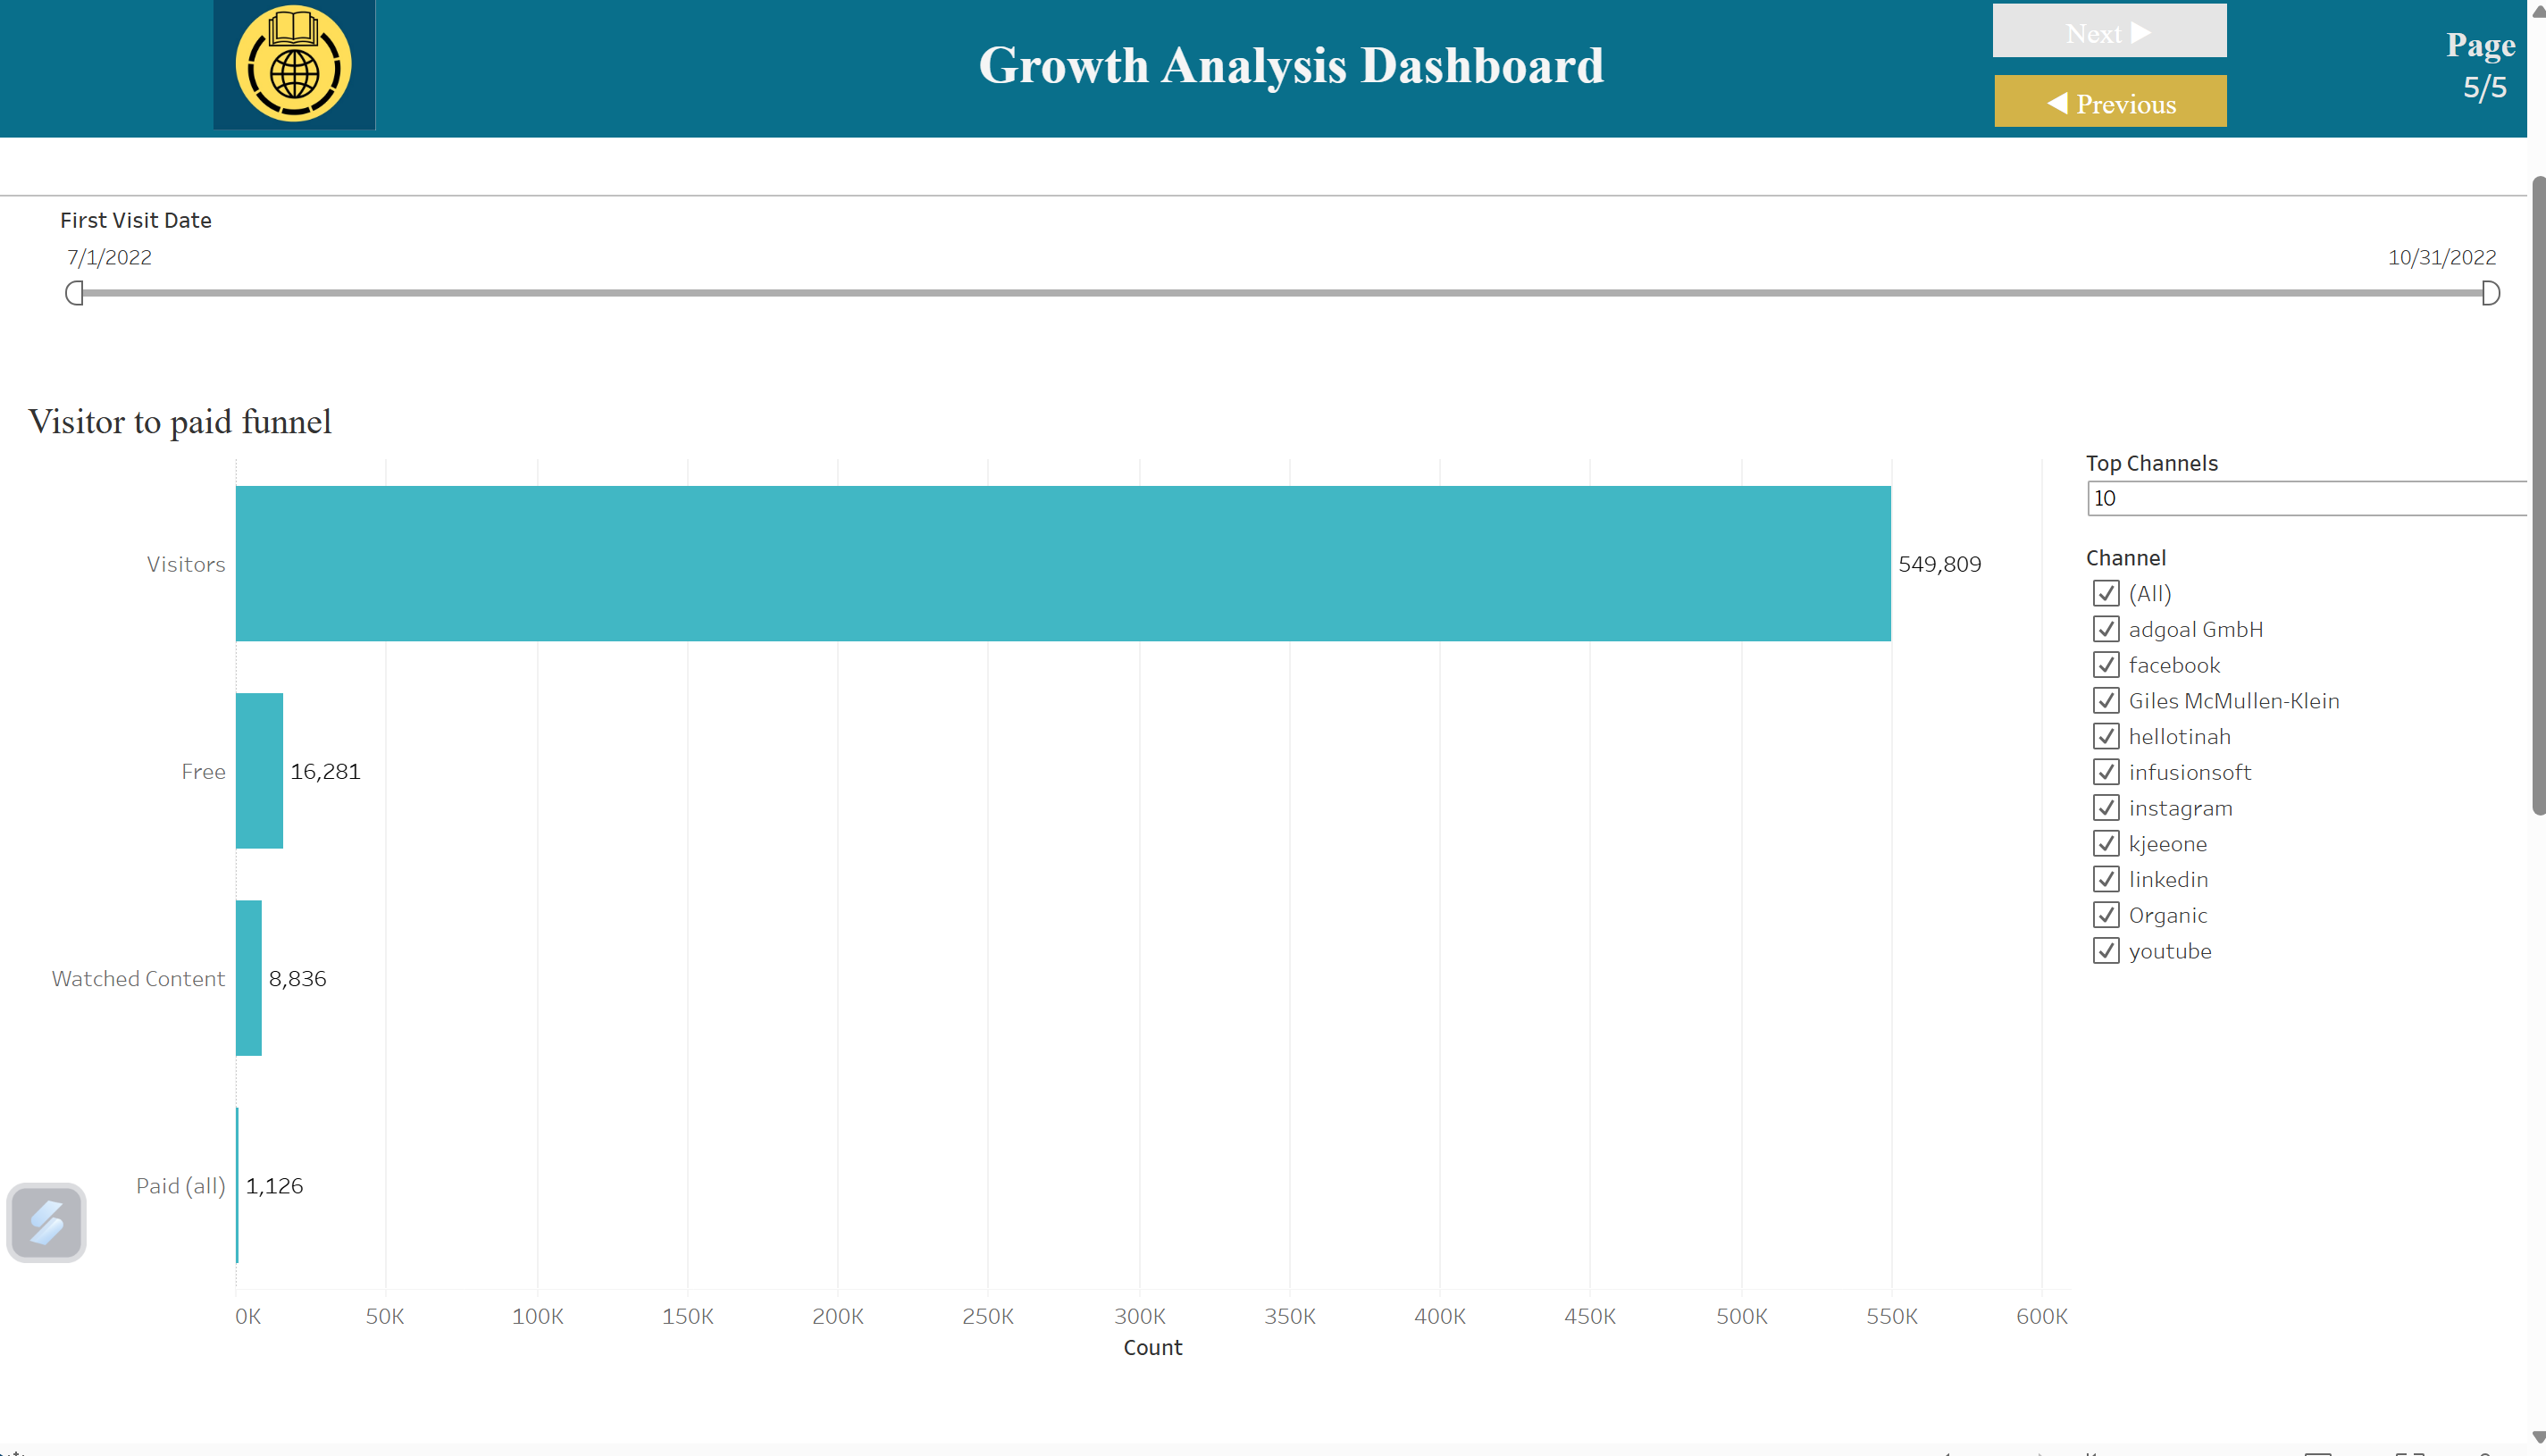 Growth Analysis Dashboard
Next ▶
◀ Previous
Page
5/5
First Visit Date
7/1/2022
10/31/2022
Visitor to paid funnel
Visitors
549,809
Free
16,281
Watched Content
8,836
Paid (all)
1,126
0K
50K
100K
150K
200K
250K
300K
350K
400K
450K
500K
550K
600K
Count
Top Channels
10
Channel
(All)
adgoal GmbH
facebook
Giles McMullen-Klein
hellotinah
infusionsoft
instagram
kjeeone
linkedin
Organic
youtube